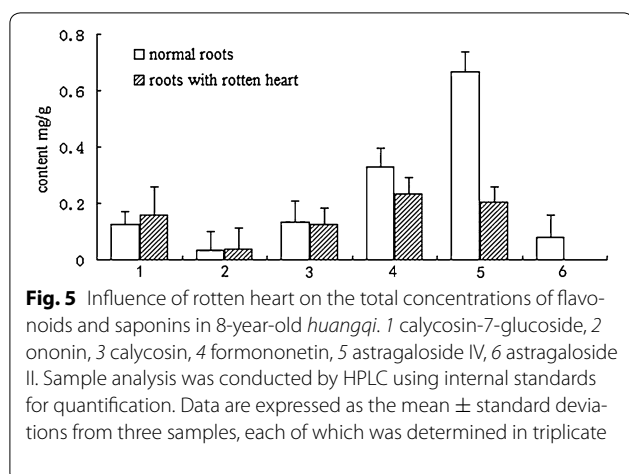 0.8
normal roots
roots with rotten heart
0.6
content mg/g
0.4
0.2
0
1 2 3 4 5 6
Fig. 5 Influence of rotten heart on the total concentrations of flavo-
noids and saponins in 8-year-old huangqi. 1 calycosin-7-glucoside, 2
ononin, 3 calycosin, 4 formononetin, 5 astragaloside IV, 6 astragaloside
II. Sample analysis was conducted by HPLC using internal standards
for quantification. Data are expressed as the mean ± standard devia-
tions from three samples, each of which was determined in triplicate